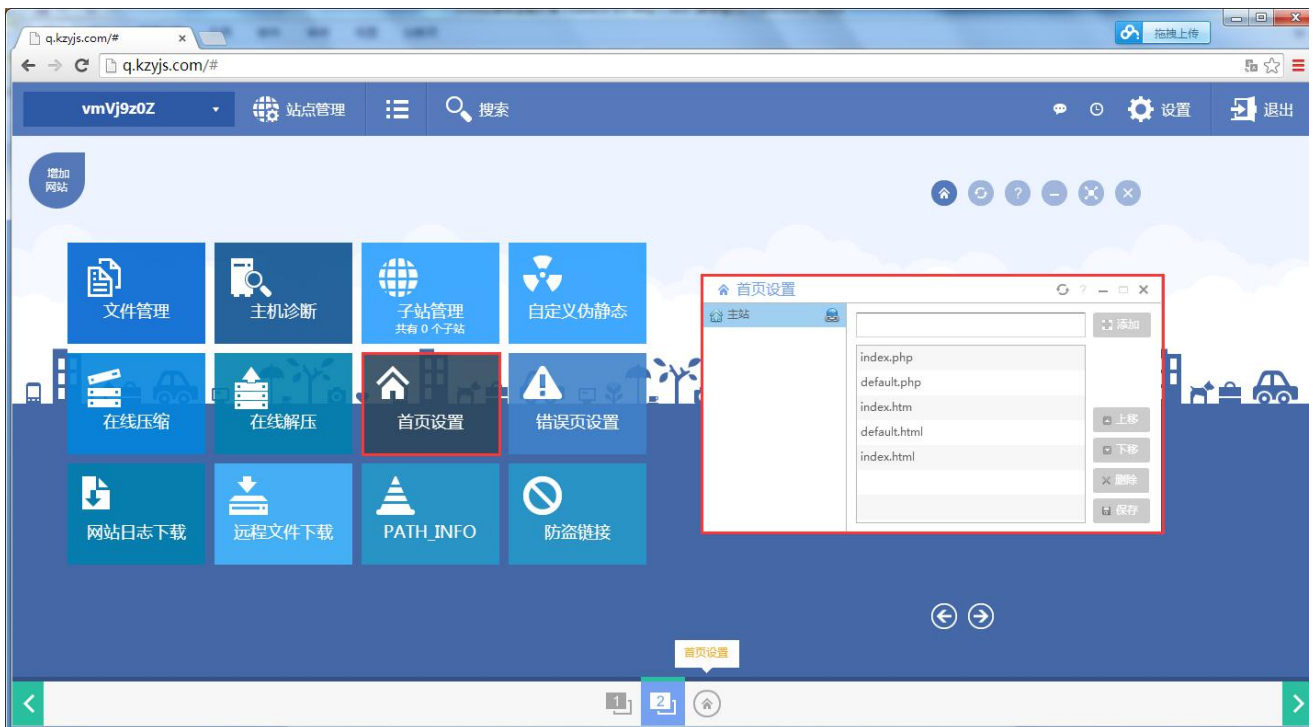 q.kzyjs.com/#
拖拽上传
q.kzyjs.com/#
vmVj9z0Z
站点管理
搜索
设置
退出
增加
网站
文件管理
主机诊断
子站管理
共有 0 个子站
自定义伪静态
在线压缩
在线解压
首页设置
错误页设置
网站日志下载
远程文件下载
PATH_INFO
防盗链接
首页设置
主站
添加
index.php
default.php
index.htm
default.html
index.html
上移
下移
删除
保存
首页设置
1
2